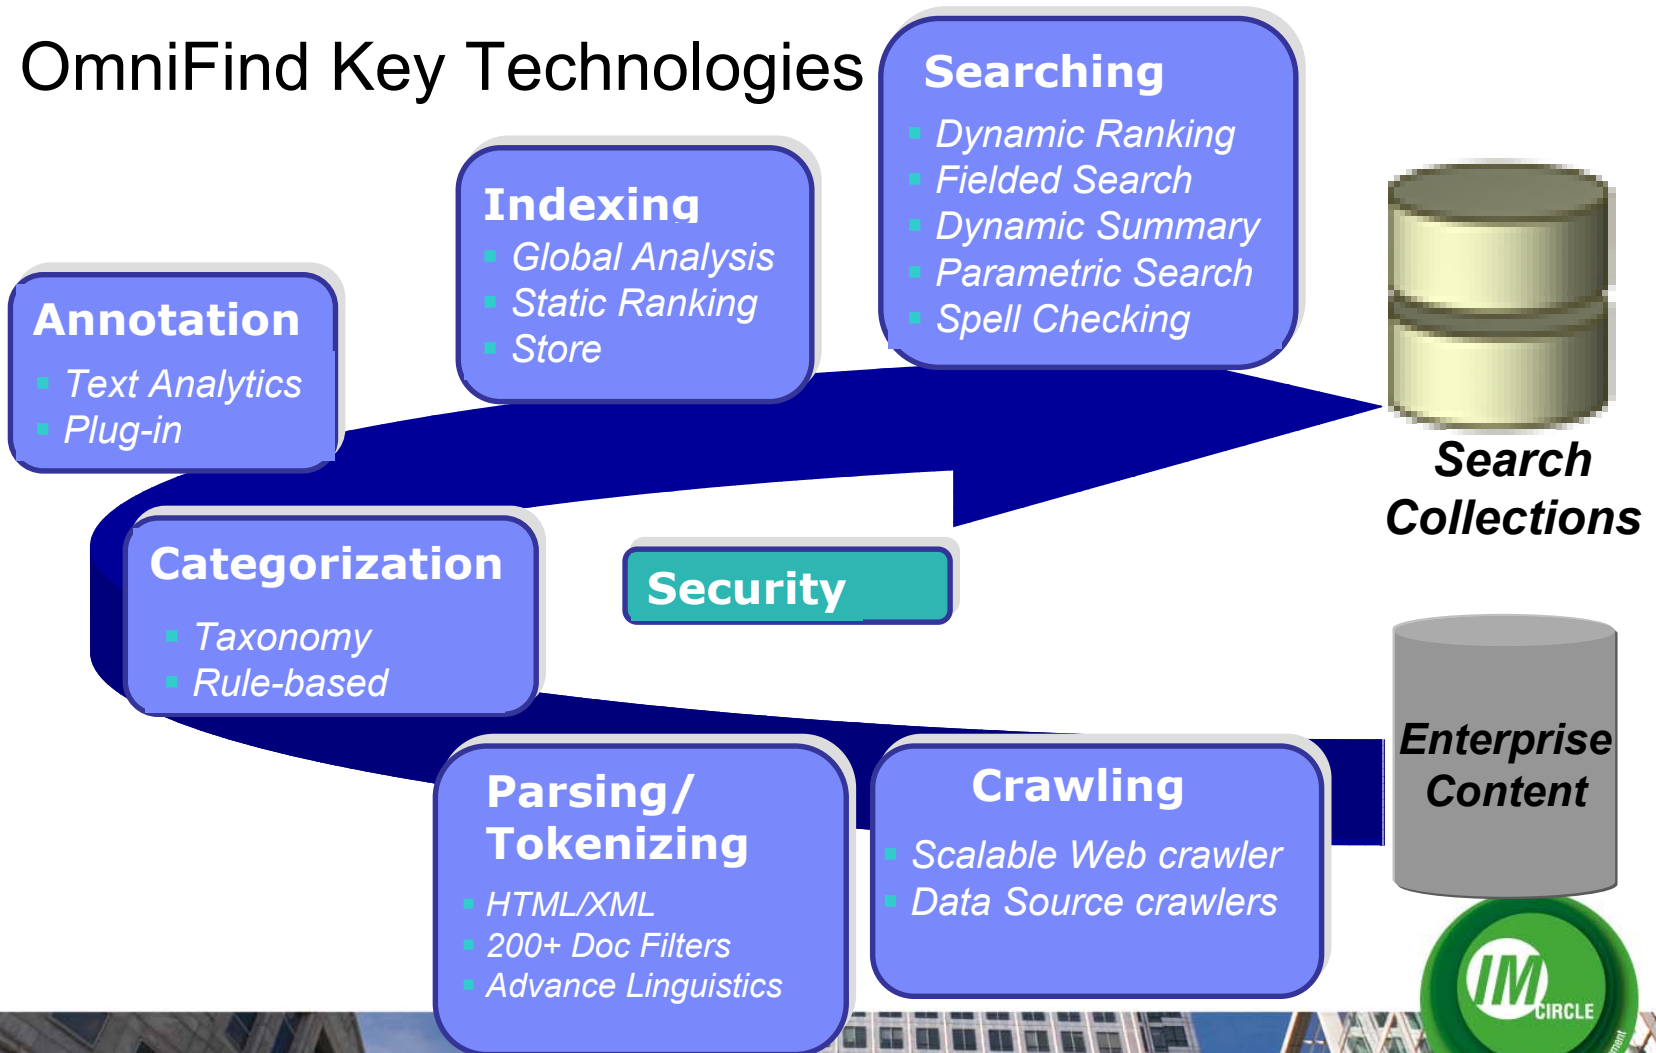 OmniFind Key Technologies
Searching
Dynamic Ranking
Fielded Search
Dynamic Summary
Parametric Search
Spell Checking
Indexing
Global Analysis
Static Ranking
Store
Annotation
Text Analytics
Plug-in
Search
Collections
Categorization
Taxonomy
Rule-based
Security
Enterprise
Content
Parsing/
Tokenizing
HTML/XML
200+ Doc Filters
Advance Linguistics
Crawling
Scalable Web crawler
Data Source crawlers
IM
CIRCLE